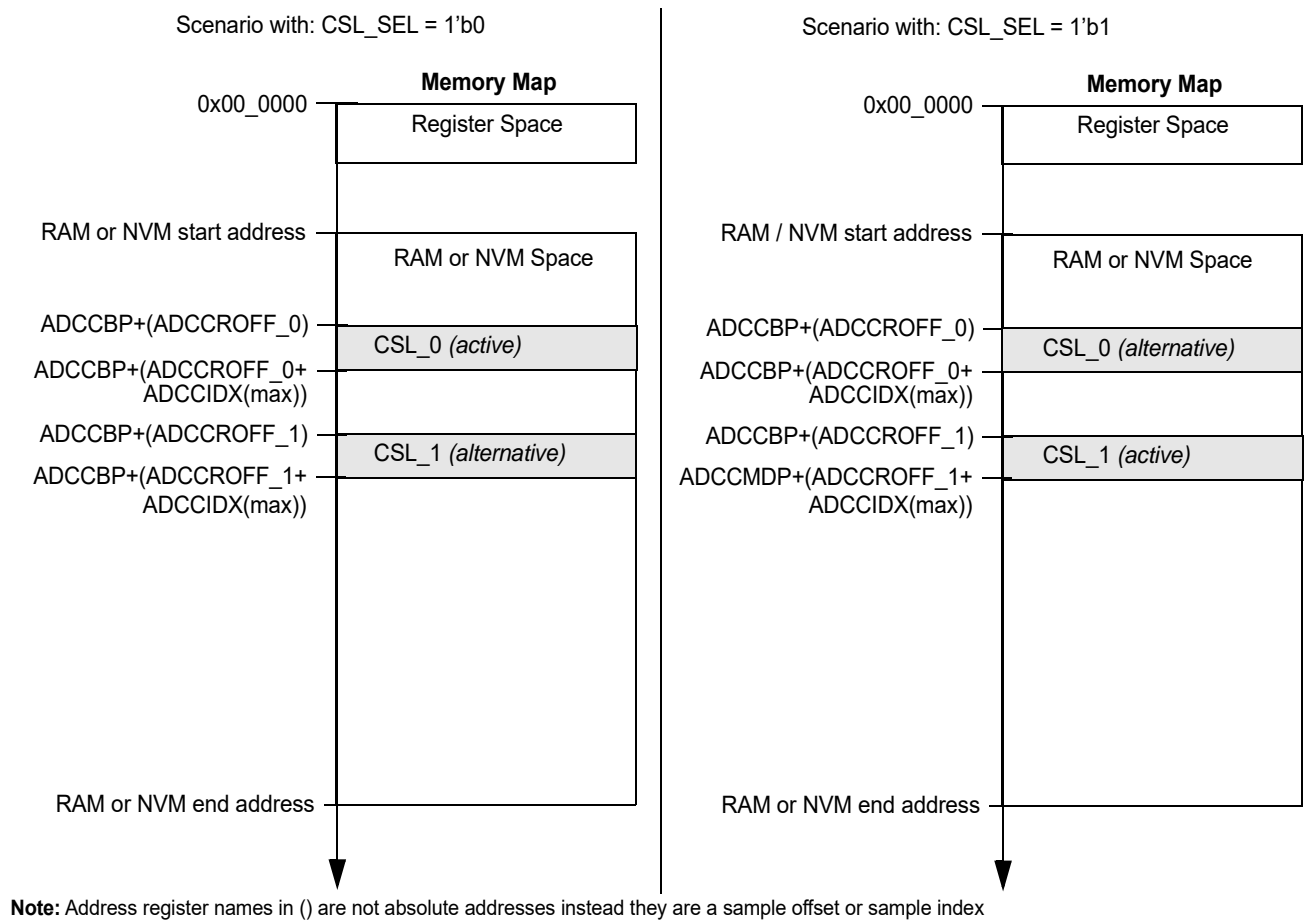 Scenario with: CSL_SEL = 1’b0
Memory Map
0x00_0000
Register Space
RAM or NVM start address
RAM or NVM Space
ADCCBP+(ADCCROFF_0)
CSL_0 (active)
ADCCBP+(ADCCROFF_0+
ADCCIDX(max))
ADCCBP+(ADCCROFF_1)
CSL_1 (alternative)
ADCCBP+(ADCCROFF_1+
ADCCIDX(max))
RAM or NVM end address
Scenario with: CSL_SEL = 1’b1
Memory Map
0x00_0000
Register Space
RAM / NVM start address
RAM or NVM Space
ADCCBP+(ADCCROFF_0)
CSL_0 (alternative)
ADCCBP+(ADCCROFF_0+
ADCCIDX(max))
ADCCBP+(ADCCROFF_1)
CSL_1 (active)
ADCCMDP+(ADCCROFF_1+
ADCCIDX(max))
RAM or NVM end address
Note: Address register names in () are not absolute addresses instead they are a sample offset or sample index